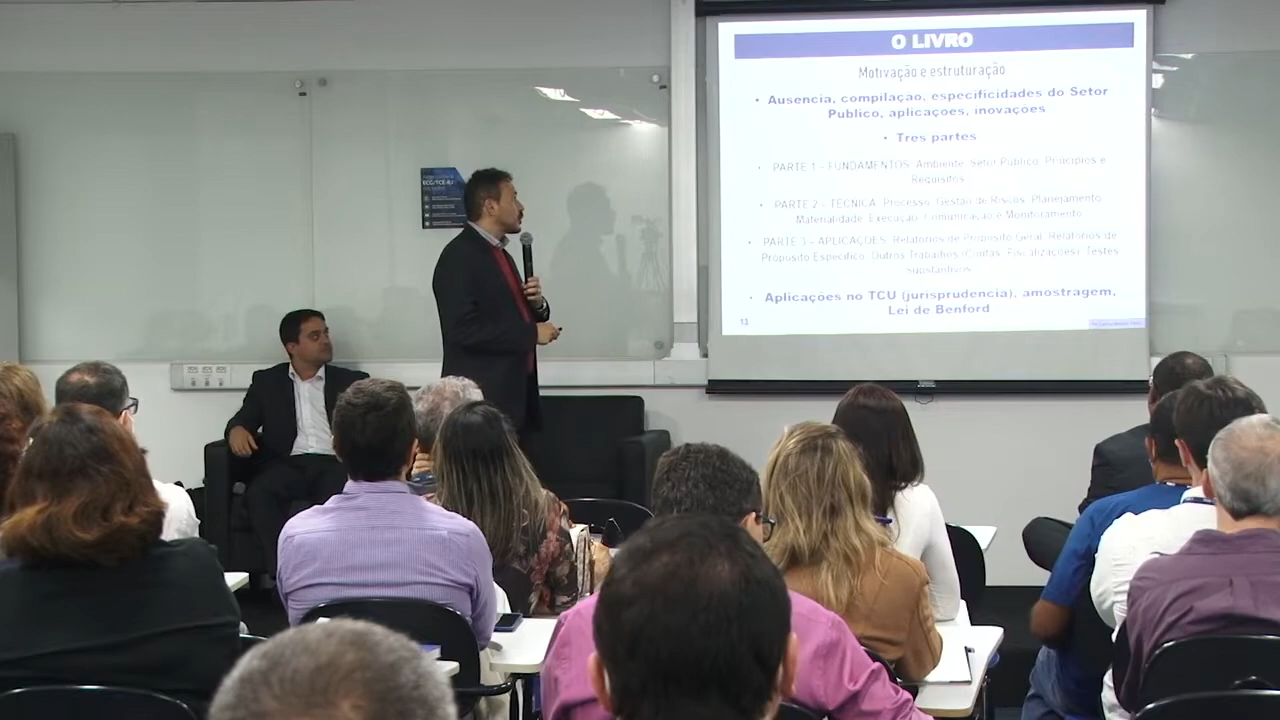 O LIVRO
Motivação e estruturação
• Ausencia, compilação, especificidades do Setor
Publico, aplicações, inovações
• Tres partes
• PARTE 1 – FUNDAMENTOS: Ambiente, Setor Publico, Princípios e
Requisitos
• PARTE 2 – TÉCNICA: Processo, Gestão de Riscos, Planejamento
Materialidade, Execução, Comunicação e Monitoramento
• PARTE 3 – APLICAÇÕES: Relatórios de Propósito Geral, Relatórios de
Propósito Específico, Outros Trabalhos (Contas, Fiscalizações), Testes
Substantivos
• Aplicações no TCU (jurisprudencia), amostragem,
Lei de Benford
13